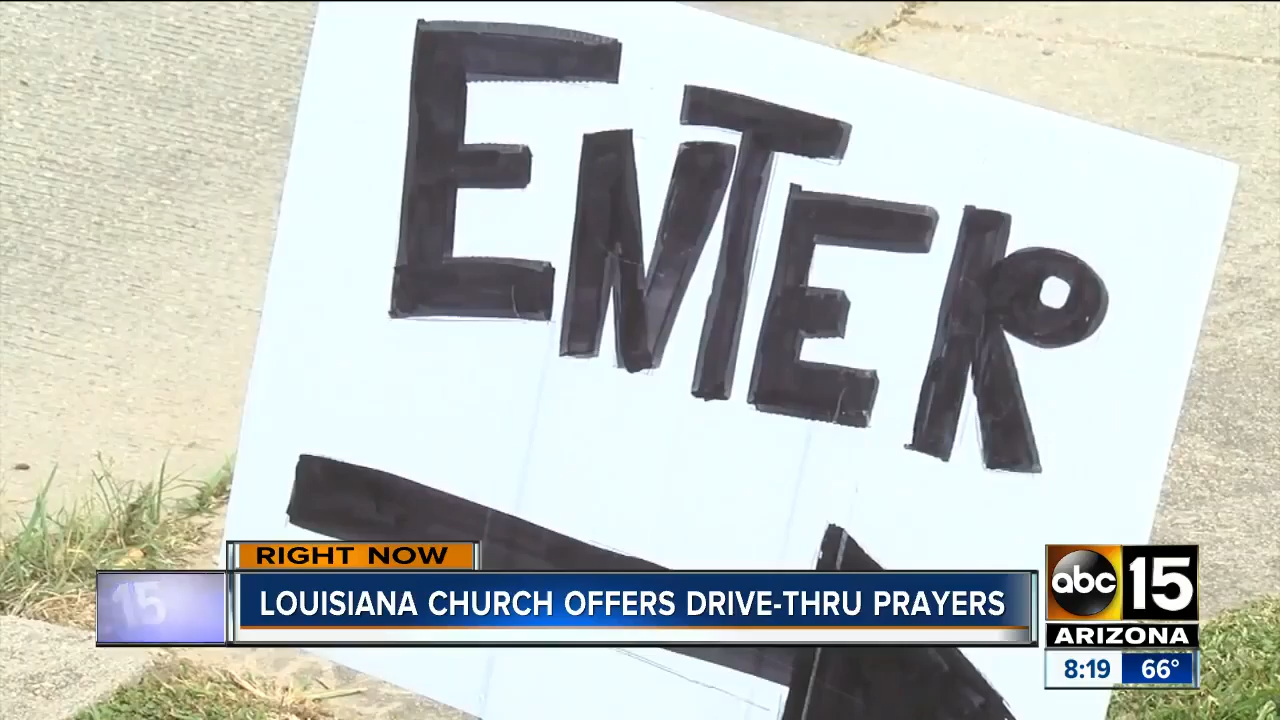 ENTER
RIGHT NOW
15
LOUISIANA CHURCH OFFERS DRIVE-THRU PRAYERS
abc 15
ARIZONA
8:19 66°